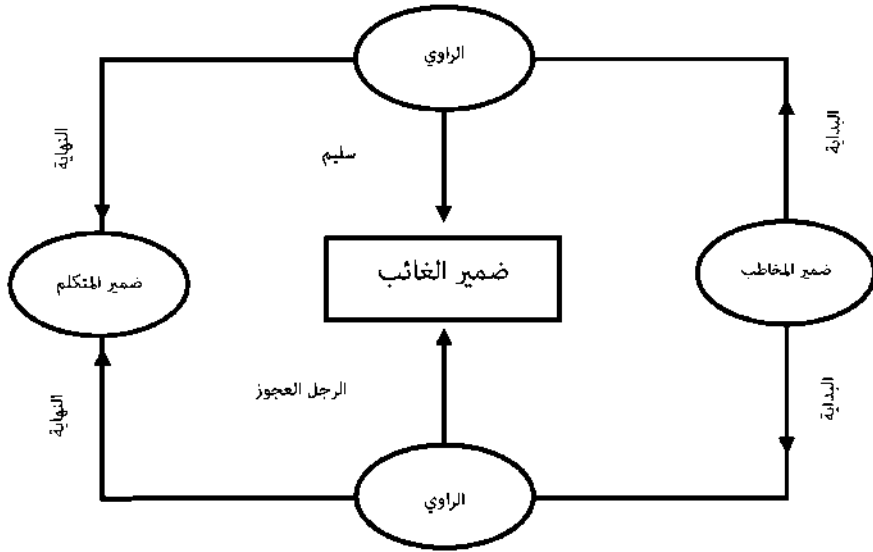 الراوي
البداية
النهاية
سليم
ضمير المخاطب
ضمير الغائب
ضمير المتكلم
الرجل العجوز
البداية
النهاية
الراوي